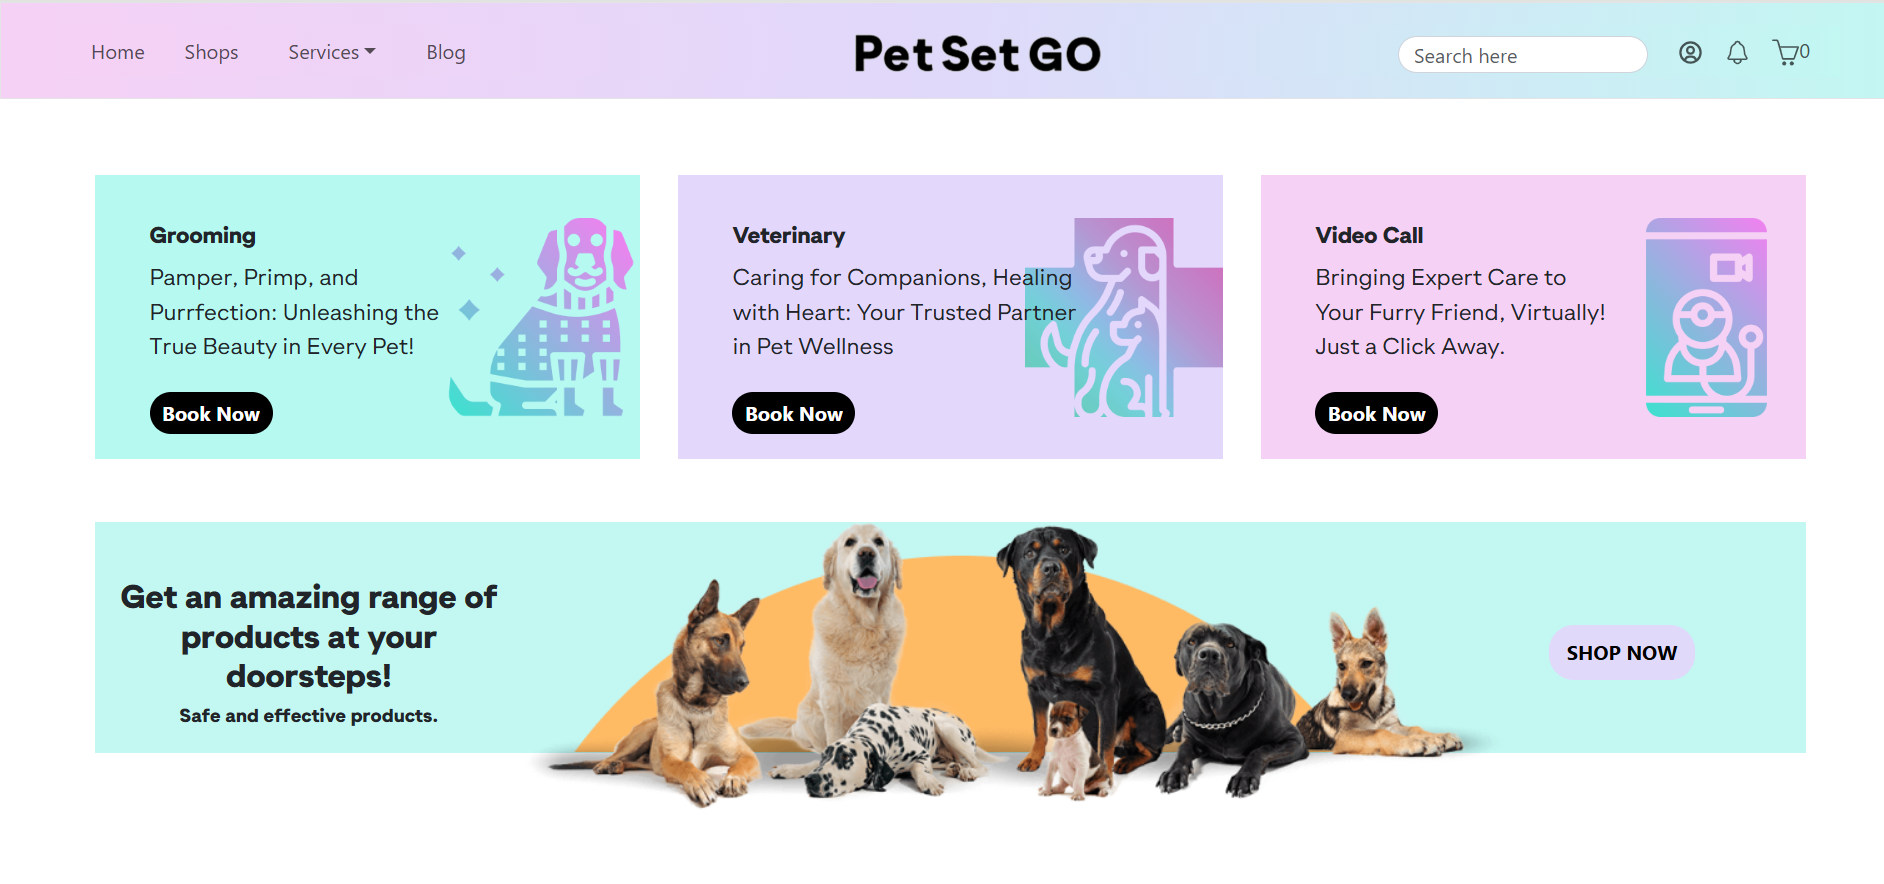 Home
Shops
Services
Blog
Pet Set GO
Search here
0
Grooming
Pamper, Primp, and
Purrfection: Unleashing the
True Beauty in Every Pet!
Book Now
Veterinary
Caring for Companions, Healing
with Heart: Your Trusted Partner
in Pet Wellness
Book Now
Video Call
Bringing Expert Care to
Your Furry Friend, Virtually!
Just a Click Away.
Book Now
Get an amazing range of
products at your
doorsteps!
Safe and effective products.
SHOP NOW